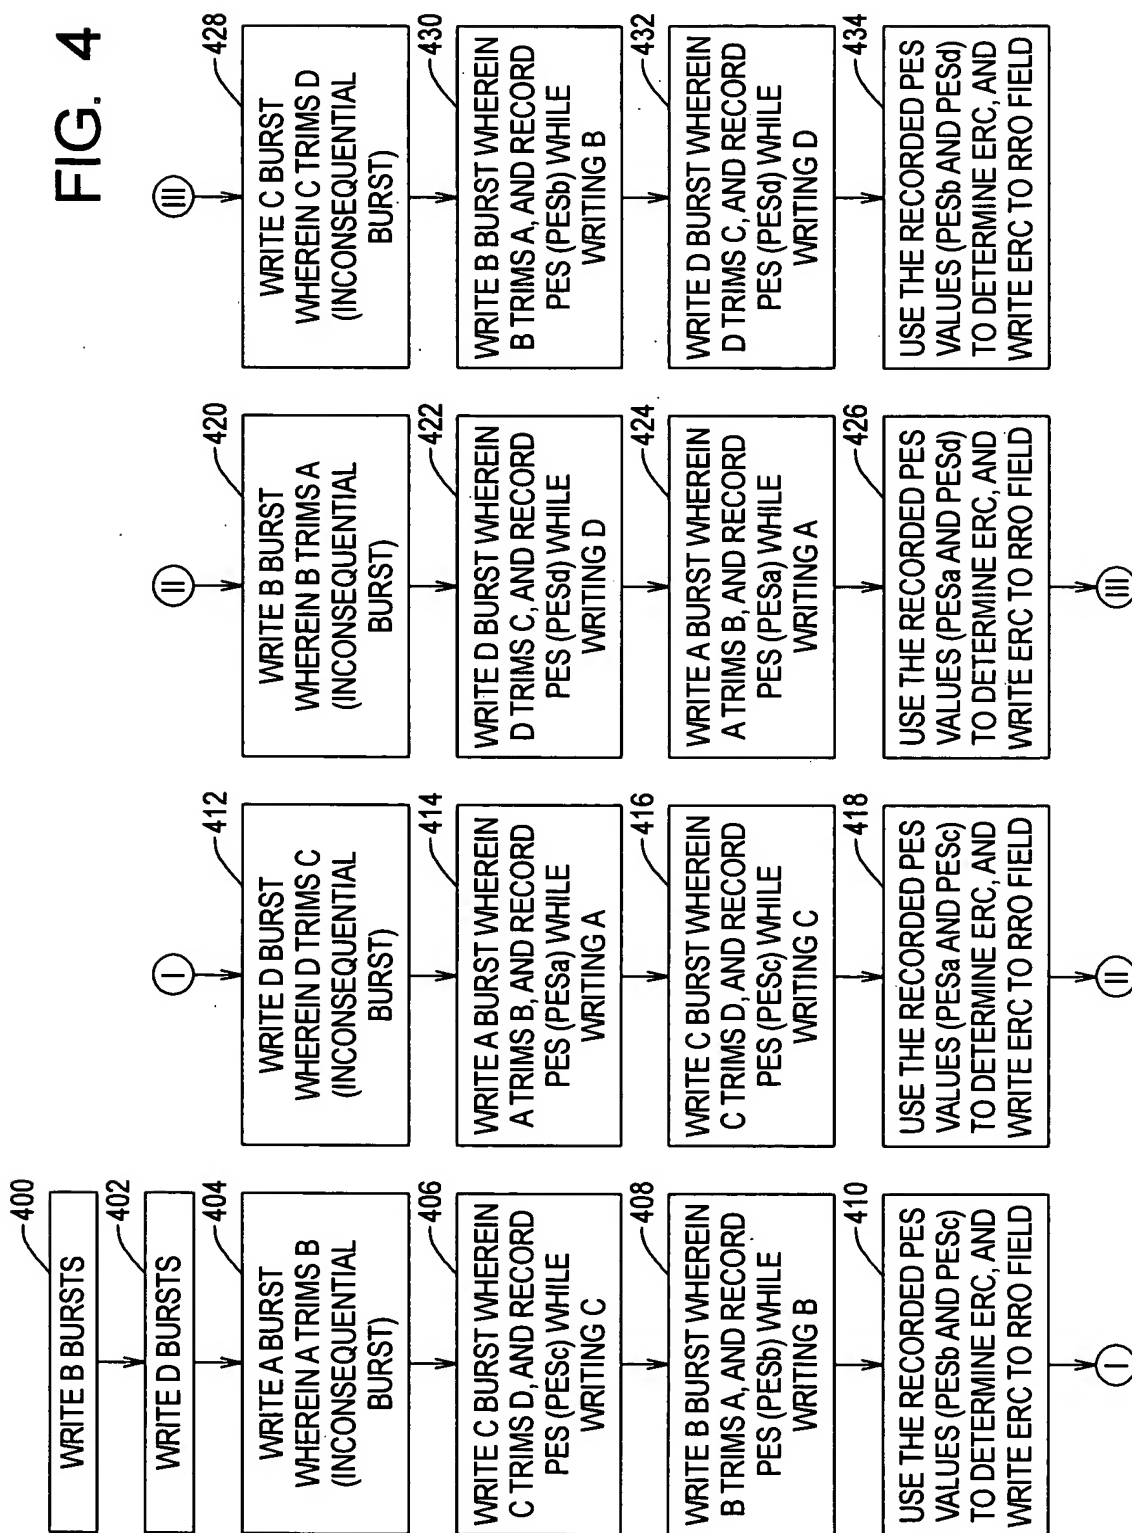 FIG. 4
400
WRITE B BURSTS
402
WRITE D BURSTS
404
WRITE A BURST
WHEREIN A TRIMS B
(INCONSEQUENTIAL
BURST)
406
WRITE C BURST WHEREIN
C TRIMS D, AND RECORD
PES (PESc) WHILE
WRITING C
408
WRITE B BURST WHEREIN
B TRIMS A, AND RECORD
PES (PESb) WHILE
WRITING B
410
USE THE RECORDED PES
VALUES (PESb AND PESc)
TO DETERMINE ERC, AND
WRITE ERC TO RRO FIELD
I
I
412
WRITE D BURST
WHEREIN D TRIMS C
(INCONSEQUENTIAL
BURST)
414
WRITE A BURST WHEREIN
A TRIMS B, AND RECORD
PES (PESa) WHILE
WRITING A
416
WRITE C BURST WHEREIN
C TRIMS D, AND RECORD
PES (PESc) WHILE
WRITING C
418
USE THE RECORDED PES
VALUES (PESa AND PESc)
TO DETERMINE ERC, AND
WRITE ERC TO RRO FIELD
II
II
420
WRITE B BURST
WHEREIN B TRIMS A
(INCONSEQUENTIAL
BURST)
422
WRITE D BURST WHEREIN
D TRIMS C, AND RECORD
PES (PESd) WHILE
WRITING D
424
WRITE A BURST WHEREIN
A TRIMS B, AND RECORD
PES (PESa) WHILE
WRITING A
426
USE THE RECORDED PES
VALUES (PESa AND PESd)
TO DETERMINE ERC, AND
WRITE ERC TO RRO FIELD
III
III
428
WRITE C BURST
WHEREIN C TRIMS D
(INCONSEQUENTIAL
BURST)
430
WRITE B BURST WHEREIN
B TRIMS A, AND RECORD
PES (PESb) WHILE
WRITING B
432
WRITE D BURST WHEREIN
D TRIMS C, AND RECORD
PES (PESd) WHILE
WRITING D
434
USE THE RECORDED PES
VALUES (PESb AND PESd)
TO DETERMINE ERC, AND
WRITE ERC TO RRO FIELD